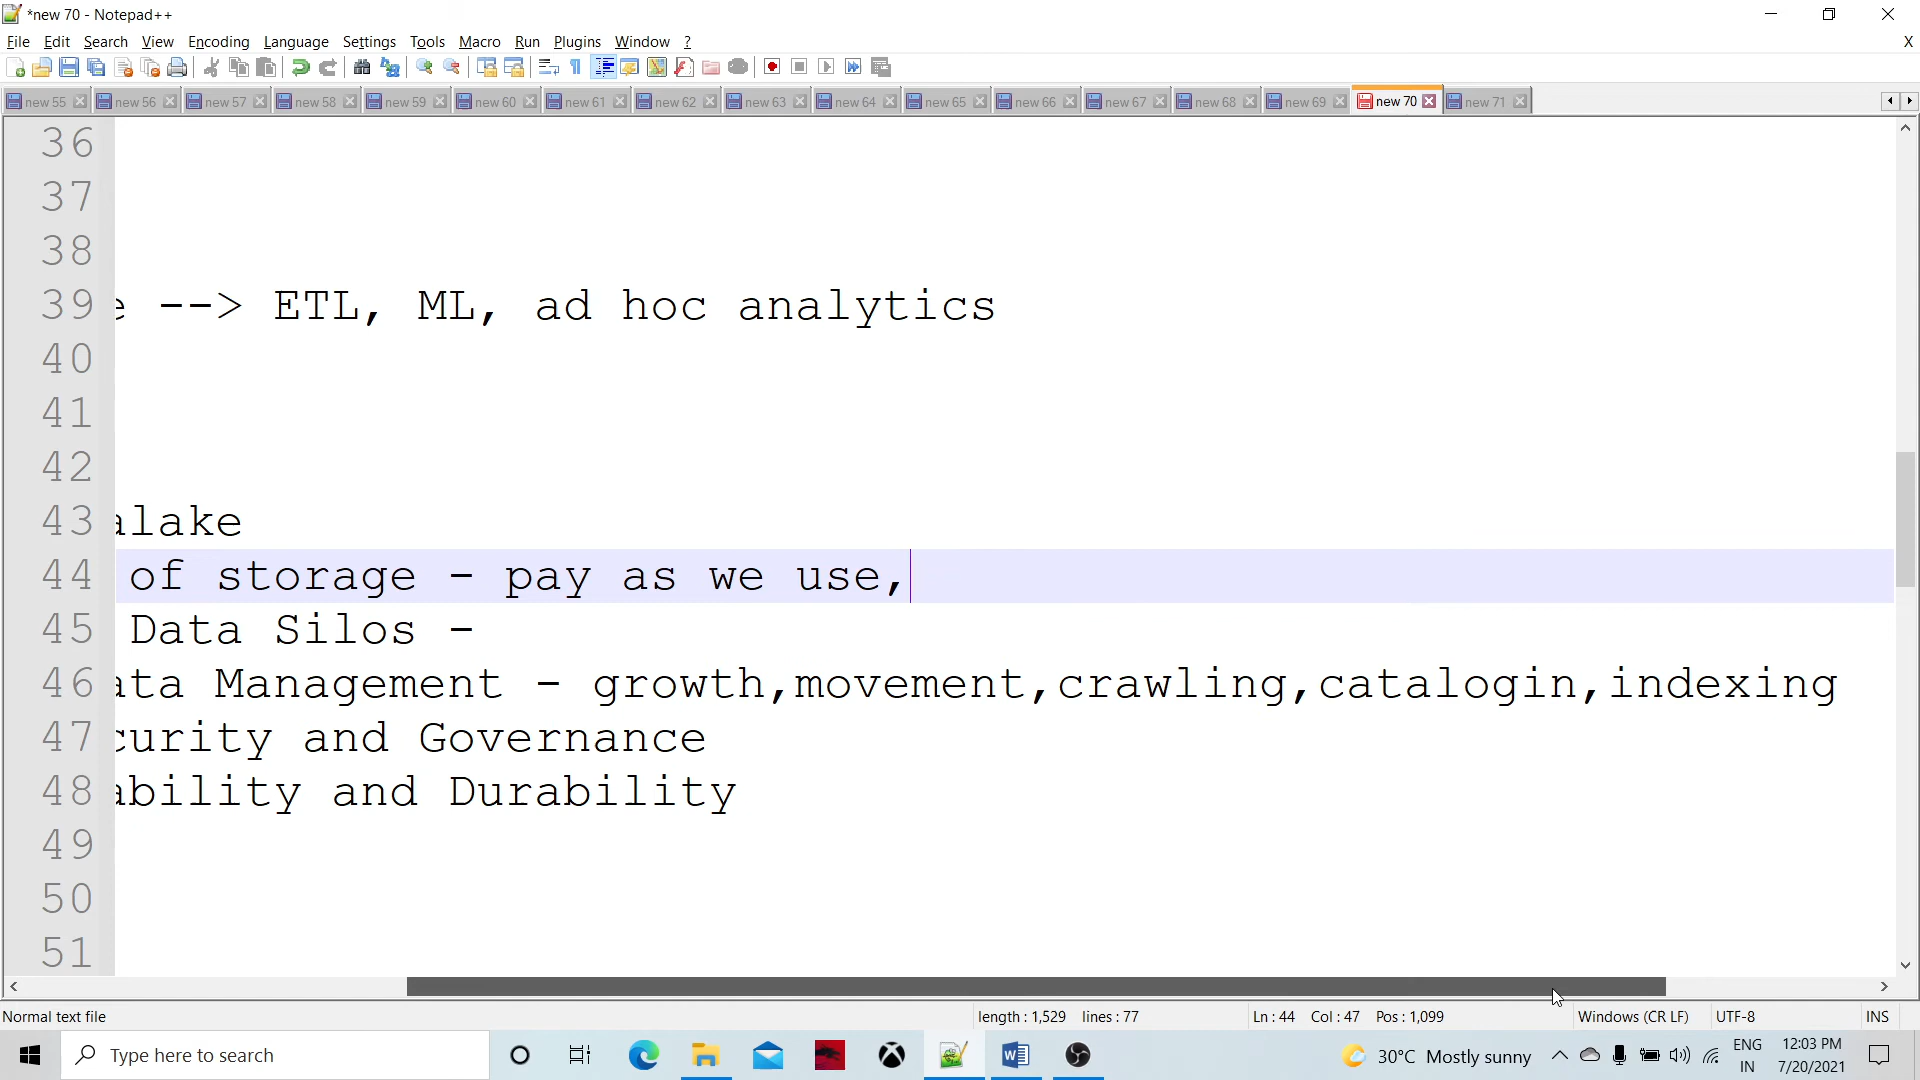 *new 70 - Notepad++
File Edit Search View Encoding Language Settings Tools Macro Run Plugins Window ? X
new 55 new 56 new 57 new 58 new 59 new 60 new 61 new 62 new 63 new 64 new 65 new 66 new 67 new 68 new 69 new 70 new 71
36
37
38
39 e --> ETL, ML, ad hoc analytics
40
41
42
43 alake
44 of storage - pay as we use,
45 Data Silos -
46 ata Management - growth,movement,crawling,catalogin,indexing
47 curity and Governance
48 ability and Durability
49
50
51
Normal text file length : 1,529 lines : 77 Ln : 44 Col : 47 Pos : 1,099 Windows (CR LF) UTF-8 INS
Type here to search 30°C Mostly sunny ENG IN 12:03 PM 7/20/2021